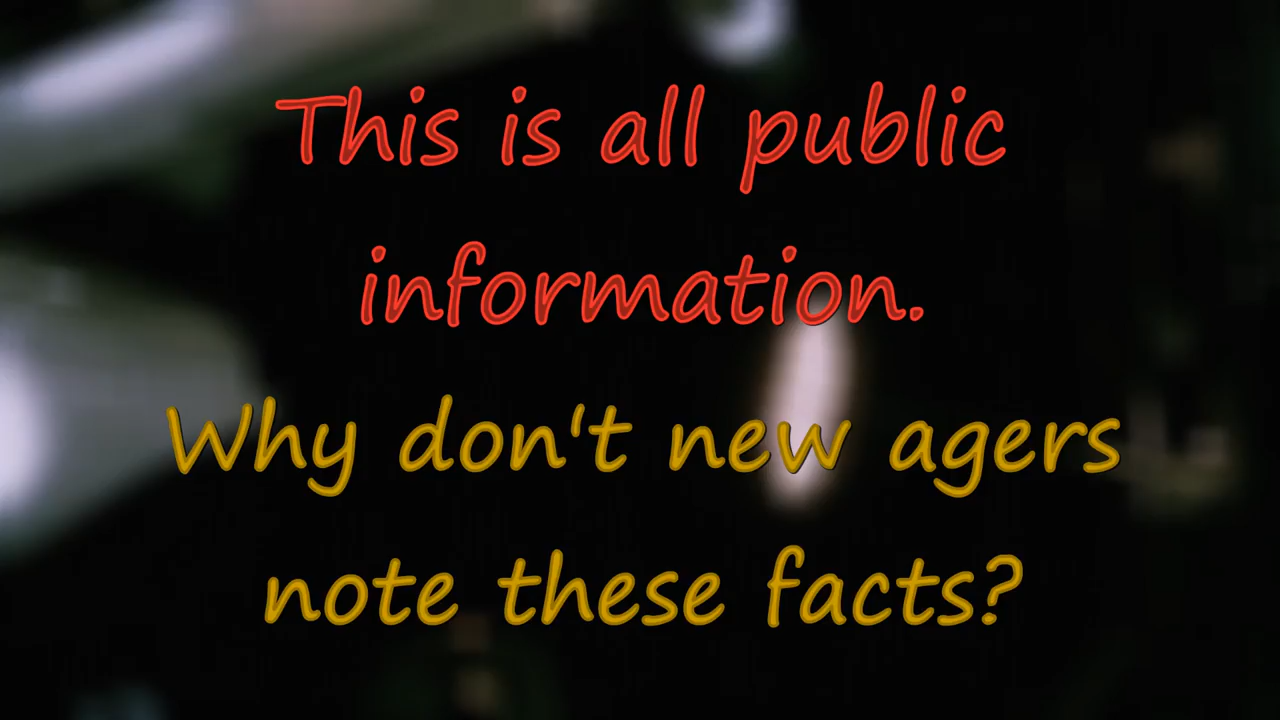 This is all public
information.
Why don't new agers
note these facts?